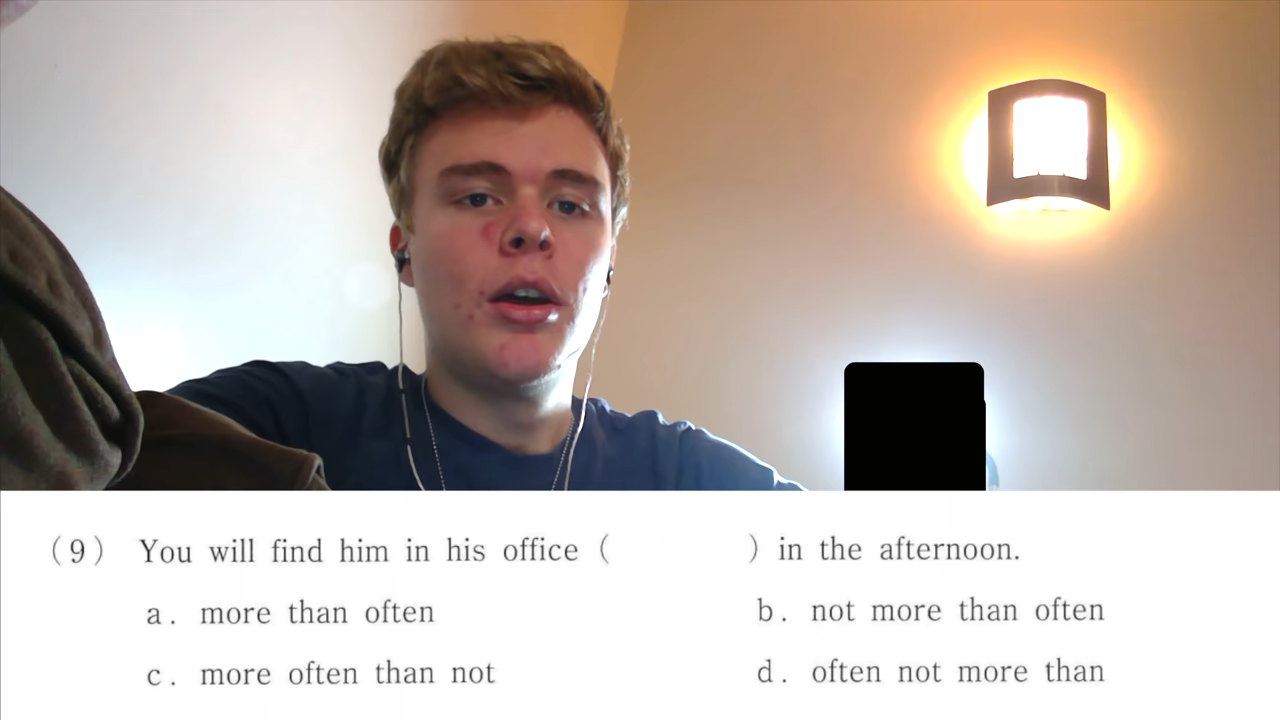 (9) You will find him in his office (        ) in the afternoon.
a. more than often    b. not more than often
c. more often than not    d. often not more than